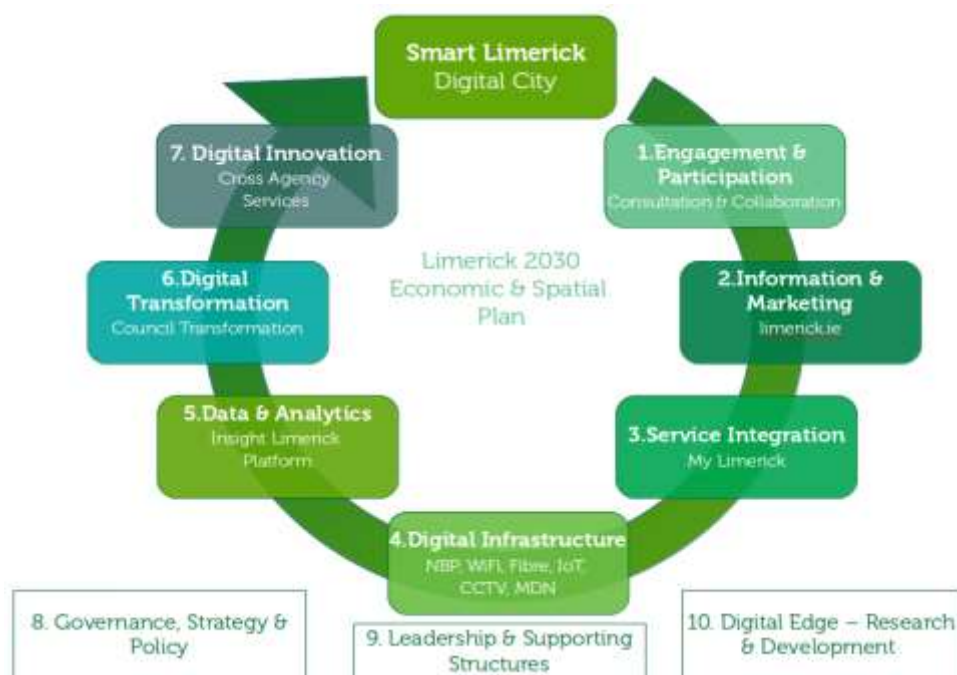 Smart Limerick
Digital City
1.Engagement &
Participation
Consultation & Collaboration
2.Information &
Marketing
limerick.ie
3.Service Integration
My Limerick
4.Digital Infrastructure
NBP, WiFi, Fibre, IoT,
CCTV, MDN
5.Data & Analytics
Insight Limerick
Platform
6.Digital
Transformation
Council Transformation
7. Digital Innovation
Cross Agency
Services
Limerick 2030
Economic & Spatial
Plan
8. Governance, Strategy &
Policy
9. Leadership & Supporting
Structures
10. Digital Edge – Research
& Development